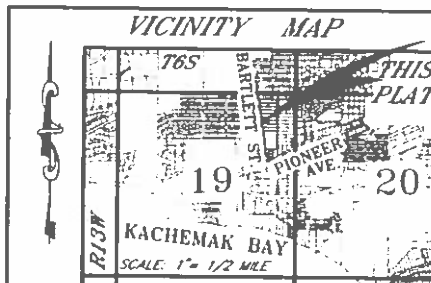 VICINITY MAP
T6S
BARTLETT ST.
THIS
PLAT
PIONEER
AVE.
19
20
R13W
KACHEMAK BAY
SCALE: 1"= 1/2 MILE